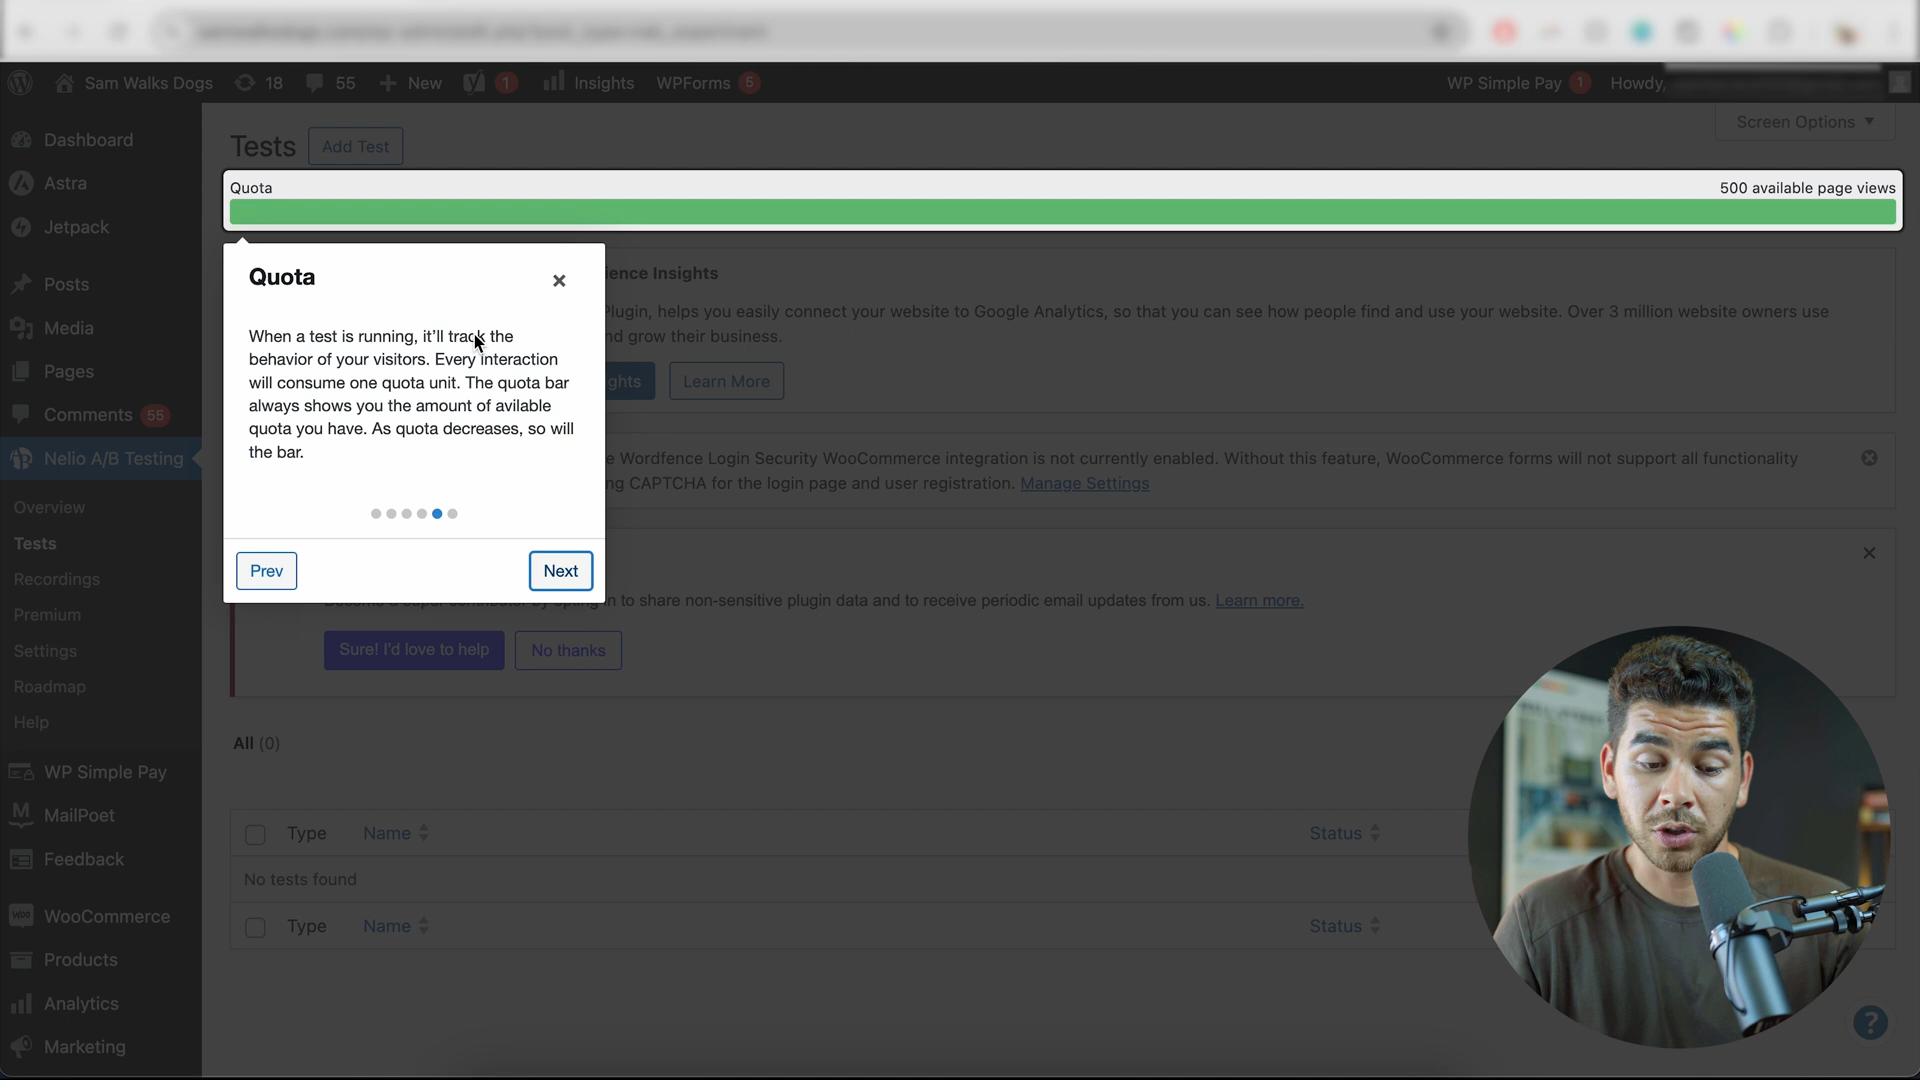 Sam Walks Dogs 18 55 New 1 Insights WPForms 5 WP Simple Pay 1 Howdy,
Dashboard
Astra
Jetpack
Posts
Media
Pages
Comments 55
Nelio A/B Testing
Overview
Tests
Recordings
Premium
Settings
Roadmap
Help
WP Simple Pay
MailPoet
Feedback
WooCommerce
Products
Analytics
Marketing
Tests Add Test
Screen Options
Quota 500 available page views
Quota
When a test is running, it'll track the
behavior of your visitors. Every interaction
will consume one quota unit. The quota bar
always shows you the amount of avilable
quota you have. As quota decreases, so will
the bar.
Prev Next
ience Insights
Plugin, helps you easily connect your website to Google Analytics, so that you can see how people find and use your website. Over 3 million website owners use
nd grow their business.
ghts Learn More
e Wordfence Login Security WooCommerce integration is not currently enabled. Without this feature, WooCommerce forms will not support all functionality
ng CAPTCHA for the login page and user registration. Manage Settings
in to share non-sensitive plugin data and to receive periodic email updates from us. Learn more.
Sure! I'd love to help No thanks
All (0)
Type Name Status
No tests found
Type Name Status